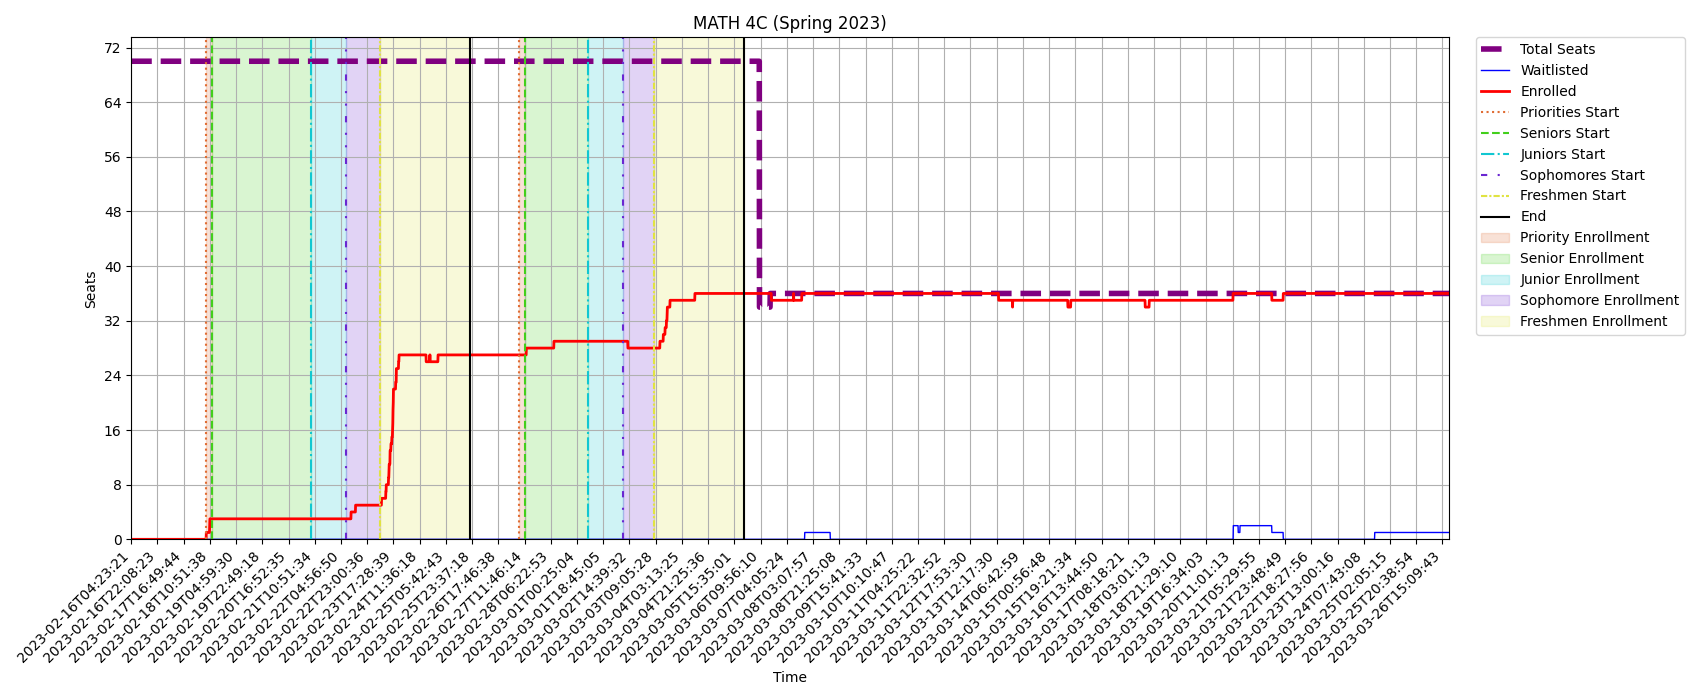 MATH 4C (Spring 2023)
Seats
72
64
56
48
40
32
24
16
8
0
2023-02-16T04:23:21
2023-02-16T22:08:23
2023-02-17T16:49:44
2023-02-18T10:51:38
2023-02-19T04:59:30
2023-02-19T22:49:18
2023-02-20T16:52:35
2023-02-21T10:51:34
2023-02-22T04:56:50
2023-02-22T23:00:36
2023-02-23T17:28:39
2023-02-24T11:36:18
2023-02-25T05:42:43
2023-02-25T23:37:18
2023-02-26T17:46:38
2023-02-27T11:46:14
2023-02-28T06:22:53
2023-03-01T00:25:04
2023-03-01T18:45:05
2023-03-02T14:39:32
2023-03-03T09:05:28
2023-03-04T03:13:25
2023-03-04T21:25:36
2023-03-05T15:35:01
2023-03-06T09:56:10
2023-03-07T04:05:24
2023-03-08T03:07:57
2023-03-08T21:25:08
2023-03-09T15:41:33
2023-03-10T10:10:47
2023-03-11T04:25:22
2023-03-11T22:32:52
2023-03-12T17:53:30
2023-03-13T12:17:30
2023-03-14T06:42:59
2023-03-15T00:56:48
2023-03-15T19:21:34
2023-03-16T13:44:50
2023-03-17T08:18:21
2023-03-18T03:01:13
2023-03-18T21:29:10
2023-03-19T16:34:03
2023-03-20T11:01:13
2023-03-21T05:29:55
2023-03-21T23:48:49
2023-03-22T18:27:56
2023-03-23T13:00:16
2023-03-24T07:43:08
2023-03-25T02:05:15
2023-03-25T20:38:54
2023-03-26T15:09:43
Time
Total Seats
Waitlisted
Enrolled
Priorities Start
Seniors Start
Juniors Start
Sophomores Start
Freshmen Start
End
Priority Enrollment
Senior Enrollment
Junior Enrollment
Sophomore Enrollment
Freshmen Enrollment